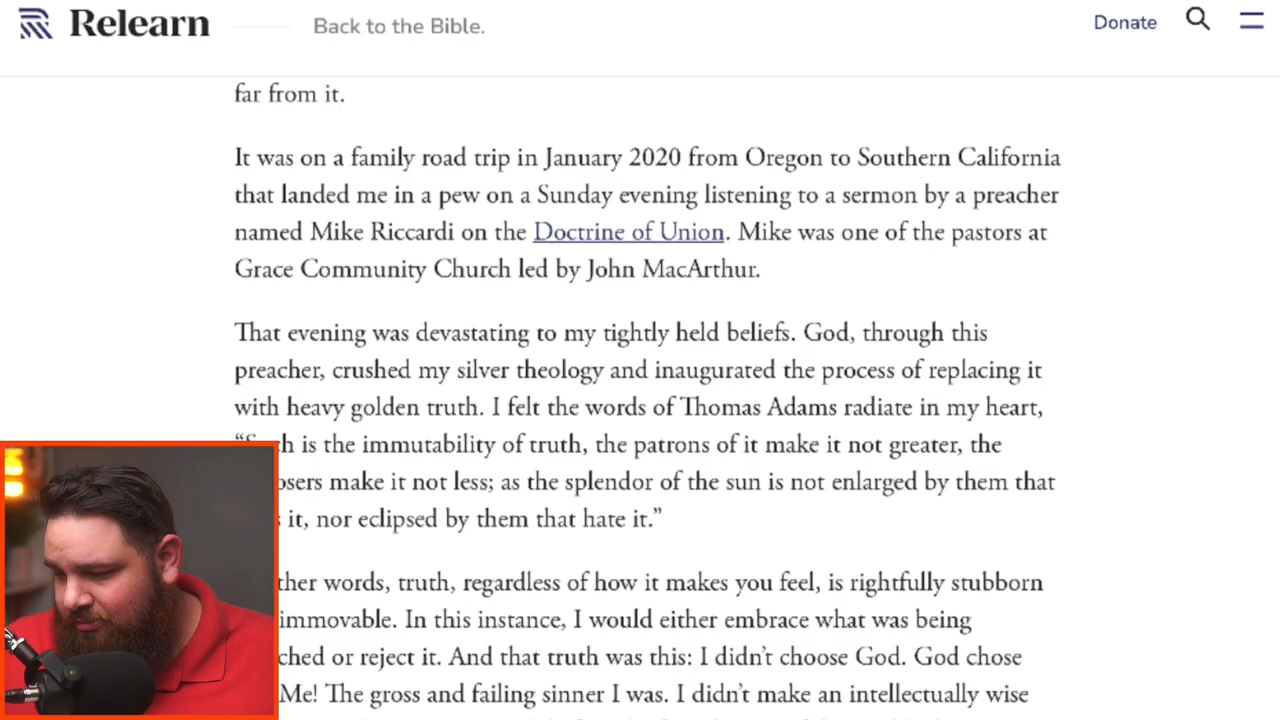 Relearn
Back to the Bible.
Donate
far from it.
It was on a family road trip in January 2020 from Oregon to Southern California
that landed me in a pew on a Sunday evening listening to a sermon by a preacher
named Mike Riccardi on the Doctrine of Union. Mike was one of the pastors at
Grace Community Church led by John MacArthur.
That evening was devastating to my tightly held beliefs. God, through this
preacher, crushed my silver theology and inaugurated the process of replacing it
with heavy golden truth. I felt the words of Thomas Adams radiate in my heart,
is the immutability of truth, the patrons of it make it not greater, the
make it not less; as the splendor of the sun is not enlarged by them that
it, nor eclipsed by them that hate it.”
words, truth, regardless of how it makes you feel, is rightfully stubborn
immovable. In this instance, I would either embrace what was being
or reject it. And that truth was this: I didn’t choose God. God chose
Me! The gross and failing sinner I was. I didn’t make an intellectually wise